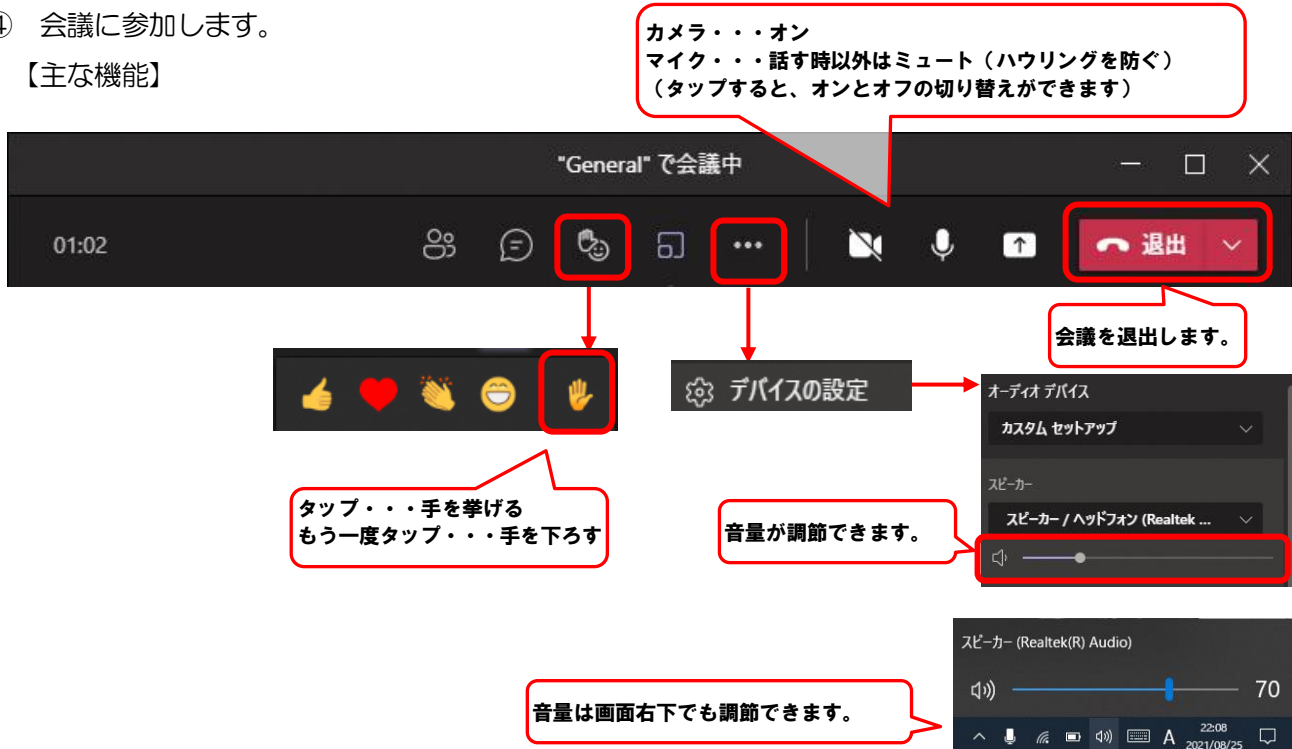 ④　会議に参加します。
【主な機能】
カメラ・・・オン
マイク・・・話す時以外はミュート（ハウリングを防ぐ）
（タップすると、オンとオフの切り替えができます）
"General" で会議中
01:02
退出
会議を退出します。
デバイスの設定
オーディオ デバイス
カスタム セットアップ
スピーカー
スピーカー / ヘッドフォン (Realtek ...
タップ・・・手を挙げる
もう一度タップ・・・手を下ろす
音量が調節できます。
スピーカー (Realtek(R) Audio)
70
音量は画面右下でも調節できます。
A
22:08
2021/08/25